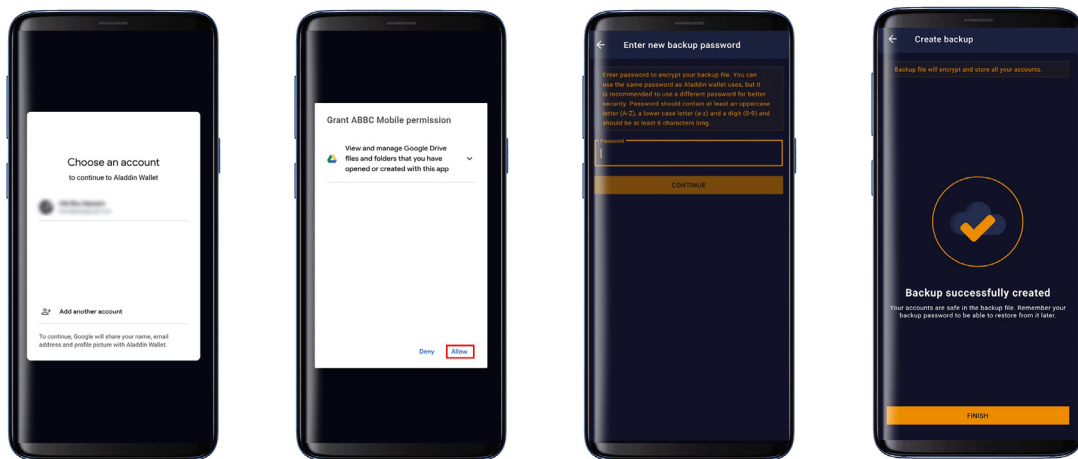 Choose an account
to continue to Aladdin Wallet
Add another account
To continue, Google will share your name, email
address and profile picture with Aladdin Wallet.
Grant ABBC Mobile permission
View and manage Google Drive
files and folders that you have
opened or created with this app
Deny Allow
Enter new backup password
Enter password to encrypt your backup file. You can
use the same password as Aladdin wallet uses, but it
is recommended to use a different password for better
security. Password should contain at least an uppercase
letter (A-Z), a lower case letter (a-z) and a digit (0-9) and
should be at least 6 characters long.
Password
CONTINUE
Create backup
Backup file will encrypt and store all your accounts.
Backup successfully created
Your accounts are safe in the backup file. Remember your
backup password to be able to restore from it later.
FINISH